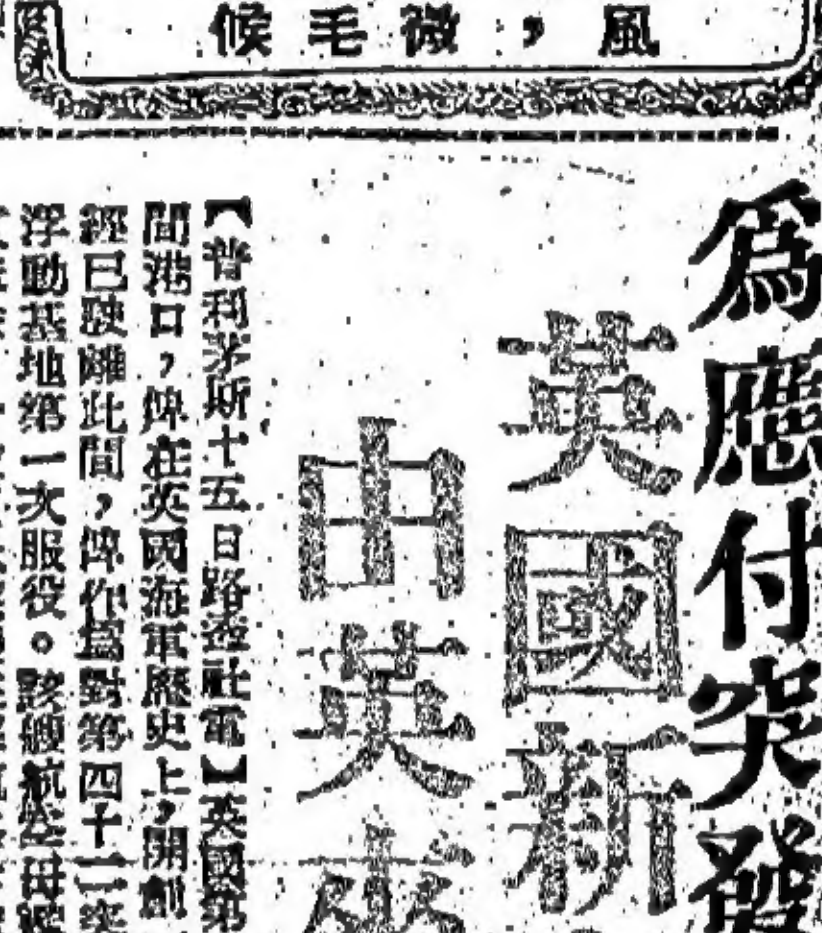 候毛微，風
為應付突發
英國新
由英來
【普利茅斯十五日路透社電】英國第
間港口，俾在英國海軍歷史上，開創
經已駛離此間，俾作為對第四十二突
浮動基地第一次服役。該艘航空母艦